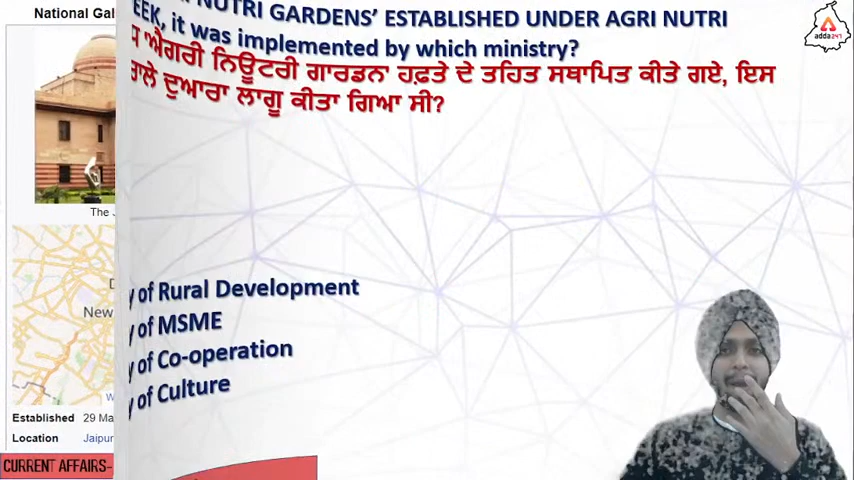 National Gal
NUTRI GARDENS' ESTABLISHED UNDER AGRI NUTRI
EEK, it was implemented by which ministry?
'ਐਗਰੀ ਨਿਊਟਰੀ ਗਾਰਡਨਾ ਹਫ਼ਤੇ ਦੇ ਤਹਿਤ ਸਥਾਪਿਤ ਕੀਤੇ ਗਏ, ਇਸ
ਰਾਲੇ ਦੁਆਰਾ ਲਾਗੂ ਕੀਤਾ ਗਿਆ ਸੀ?
adda247
The J
New
y of Rural Development
y of MSME
y of Co-operation
y of Culture
Established 29 Ma
Location Jaipu
CURRENT AFFAIRS-